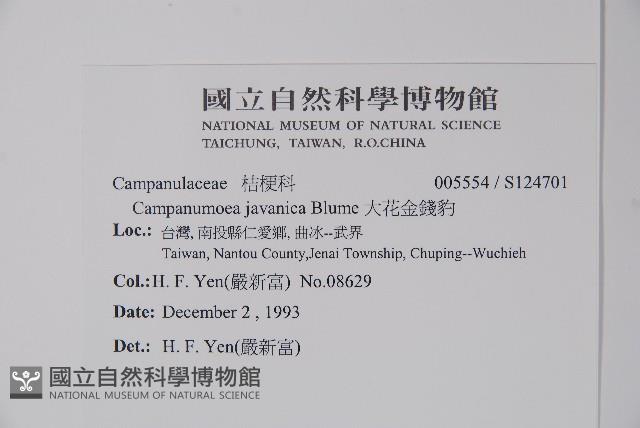 國立自然科學博物館
NATIONAL MUSEUM OF NATURAL SCIENCE
TAICHUNG, TAIWAN, R.O.CHINA
Campanulaceae 桔梗科 005554 / S124701
Campanumoea javanica Blume 大花金錢豹
Loc.: 台灣, 南投縣仁愛鄉, 曲冰--武界
Taiwan, Nantou County,Jenai Township, Chuping--Wuchieh
Col.:H. F. Yen(嚴新富) No.08629
Date: December 2 , 1993
Det.: H. F. Yen(嚴新富)
國立自然科學博物館
NATIONAL MUSEUM OF NATURAL SCIENCE